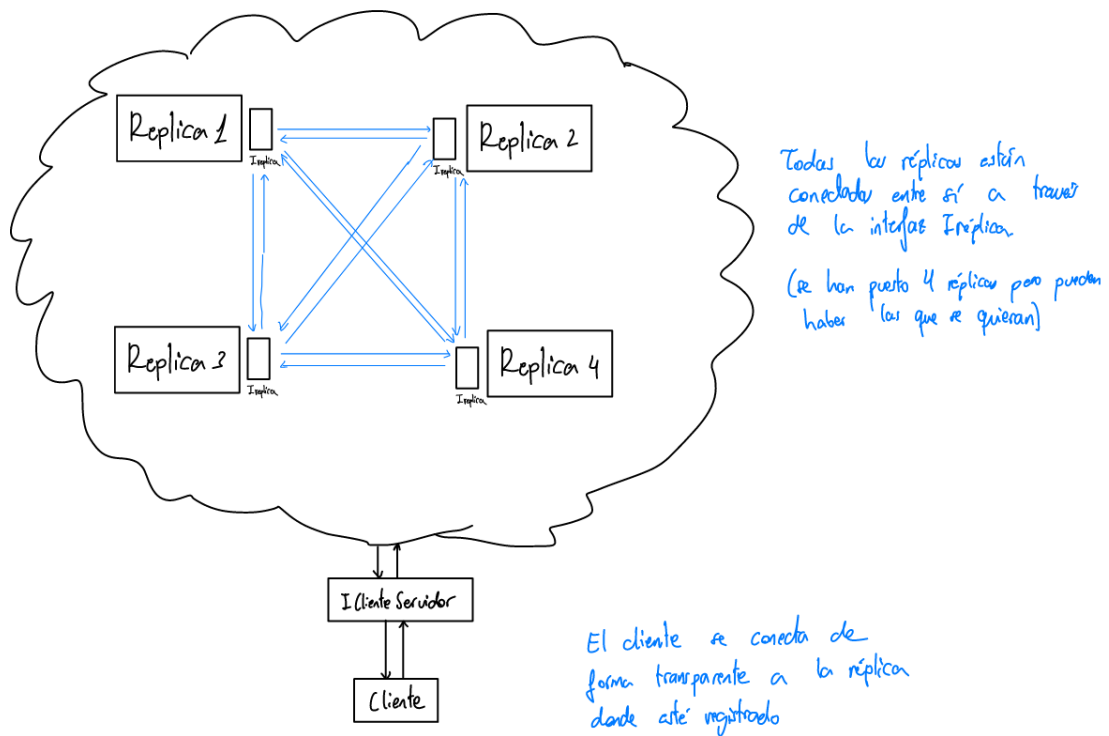 Replica 1
Ireplica
Replica 2
Ireplica
Todas las réplicas están
conectadas entre sí a través
de la interfaz Iréplica
(se han puesto 4 réplicas pero pueden
haber las que se quieran)
Replica 3
Ireplica
Replica 4
Ireplica
I Cliente Servidor
El cliente se conecta de
forma transparente a la réplica
donde esté registrado
Cliente